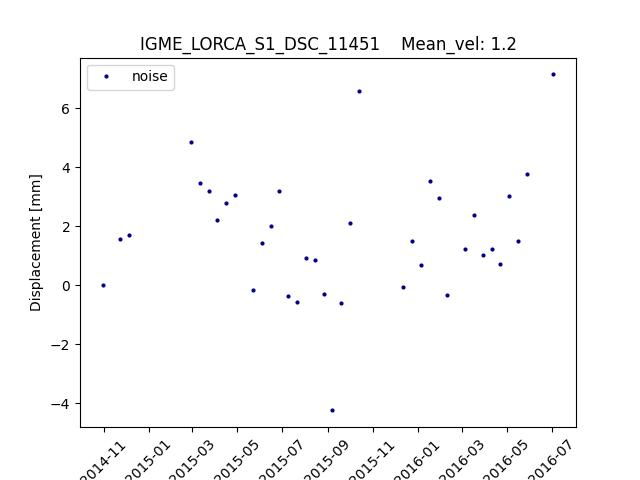 IGME_LORCA_S1_DSC_11451    Mean_vel: 1.2
noise
Displacement [mm]
6
4
2
0
−2
−4
2014-11 2015-01 2015-03 2015-05 2015-07 2015-09 2015-11 2016-01 2016-03 2016-05 2016-07